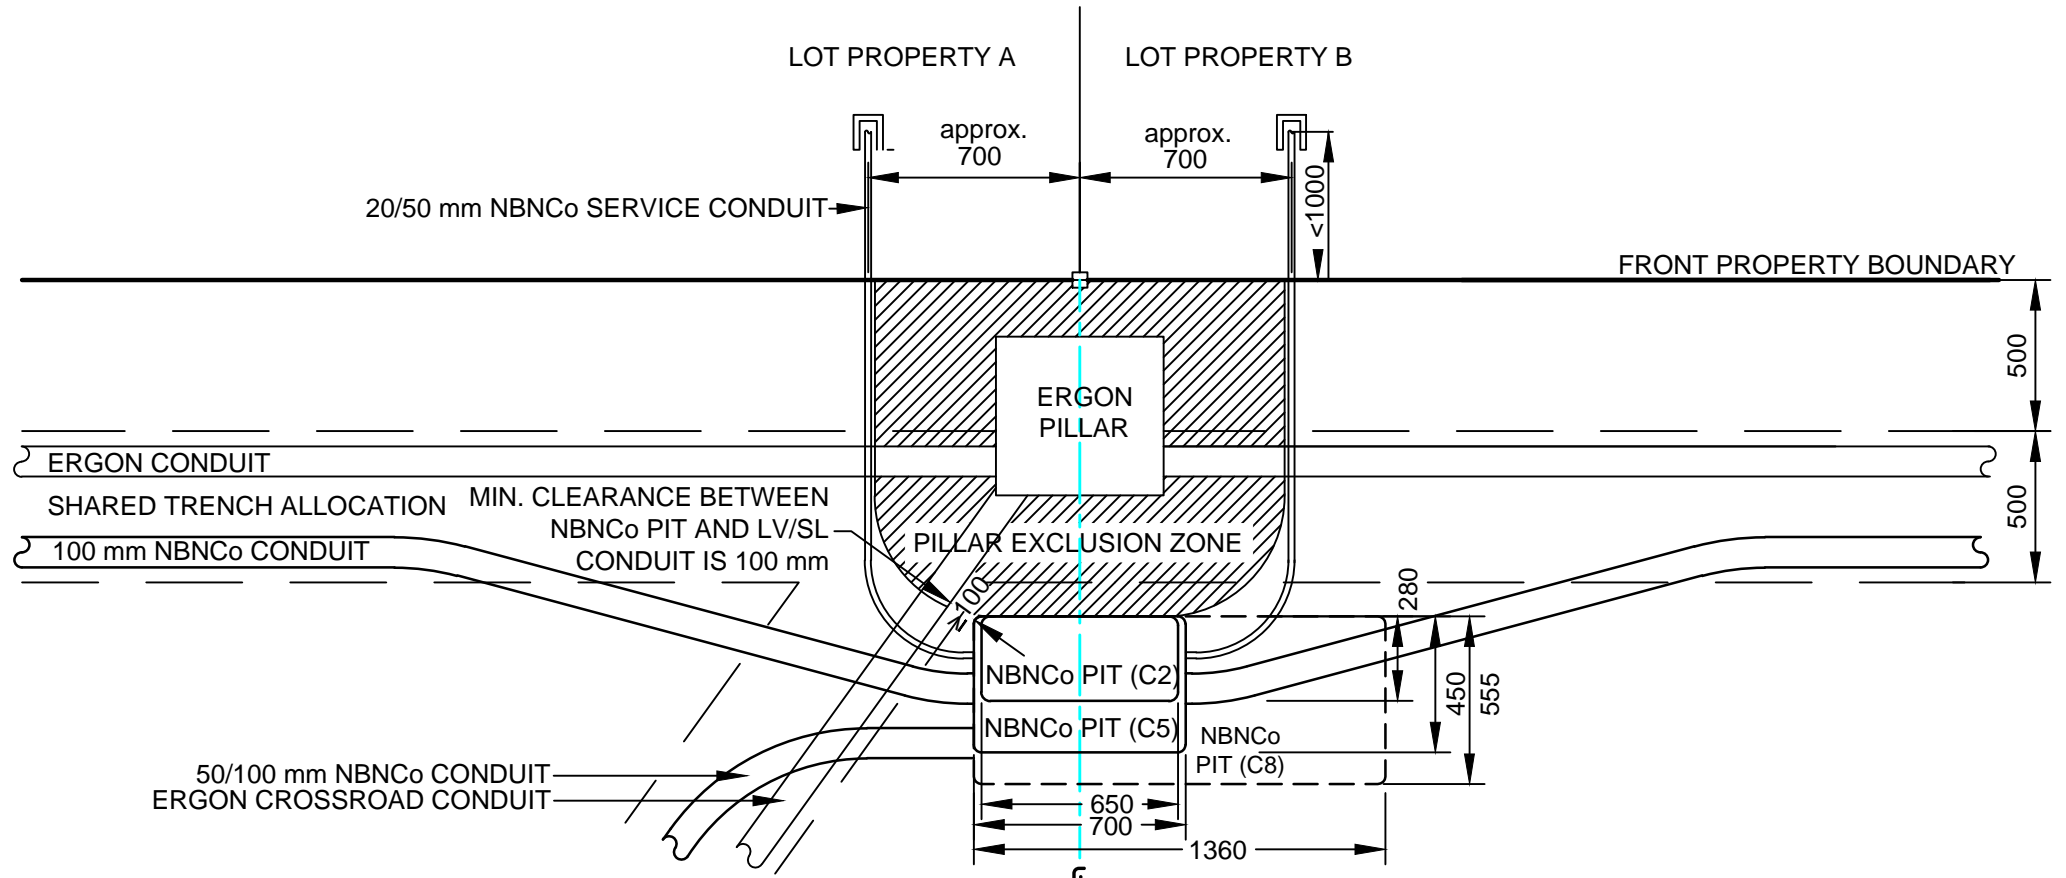 LOT PROPERTY A
LOT PROPERTY B
approx.
700
approx.
700
<1000
20/50 mm NBNCo SERVICE CONDUIT
FRONT PROPERTY BOUNDARY
500
ERGON
PILLAR
ERGON CONDUIT
SHARED TRENCH ALLOCATION
MIN. CLEARANCE BETWEEN
NBNCo PIT AND LV/SL
CONDUIT IS 100 mm
500
100 mm NBNCo CONDUIT
PILLAR EXCLUSION ZONE
≥100
280
NBNCo PIT (C2)
450
555
NBNCo PIT (C5)
NBNCo
PIT (C8)
50/100 mm NBNCo CONDUIT
ERGON CROSSROAD CONDUIT
650
700
1360